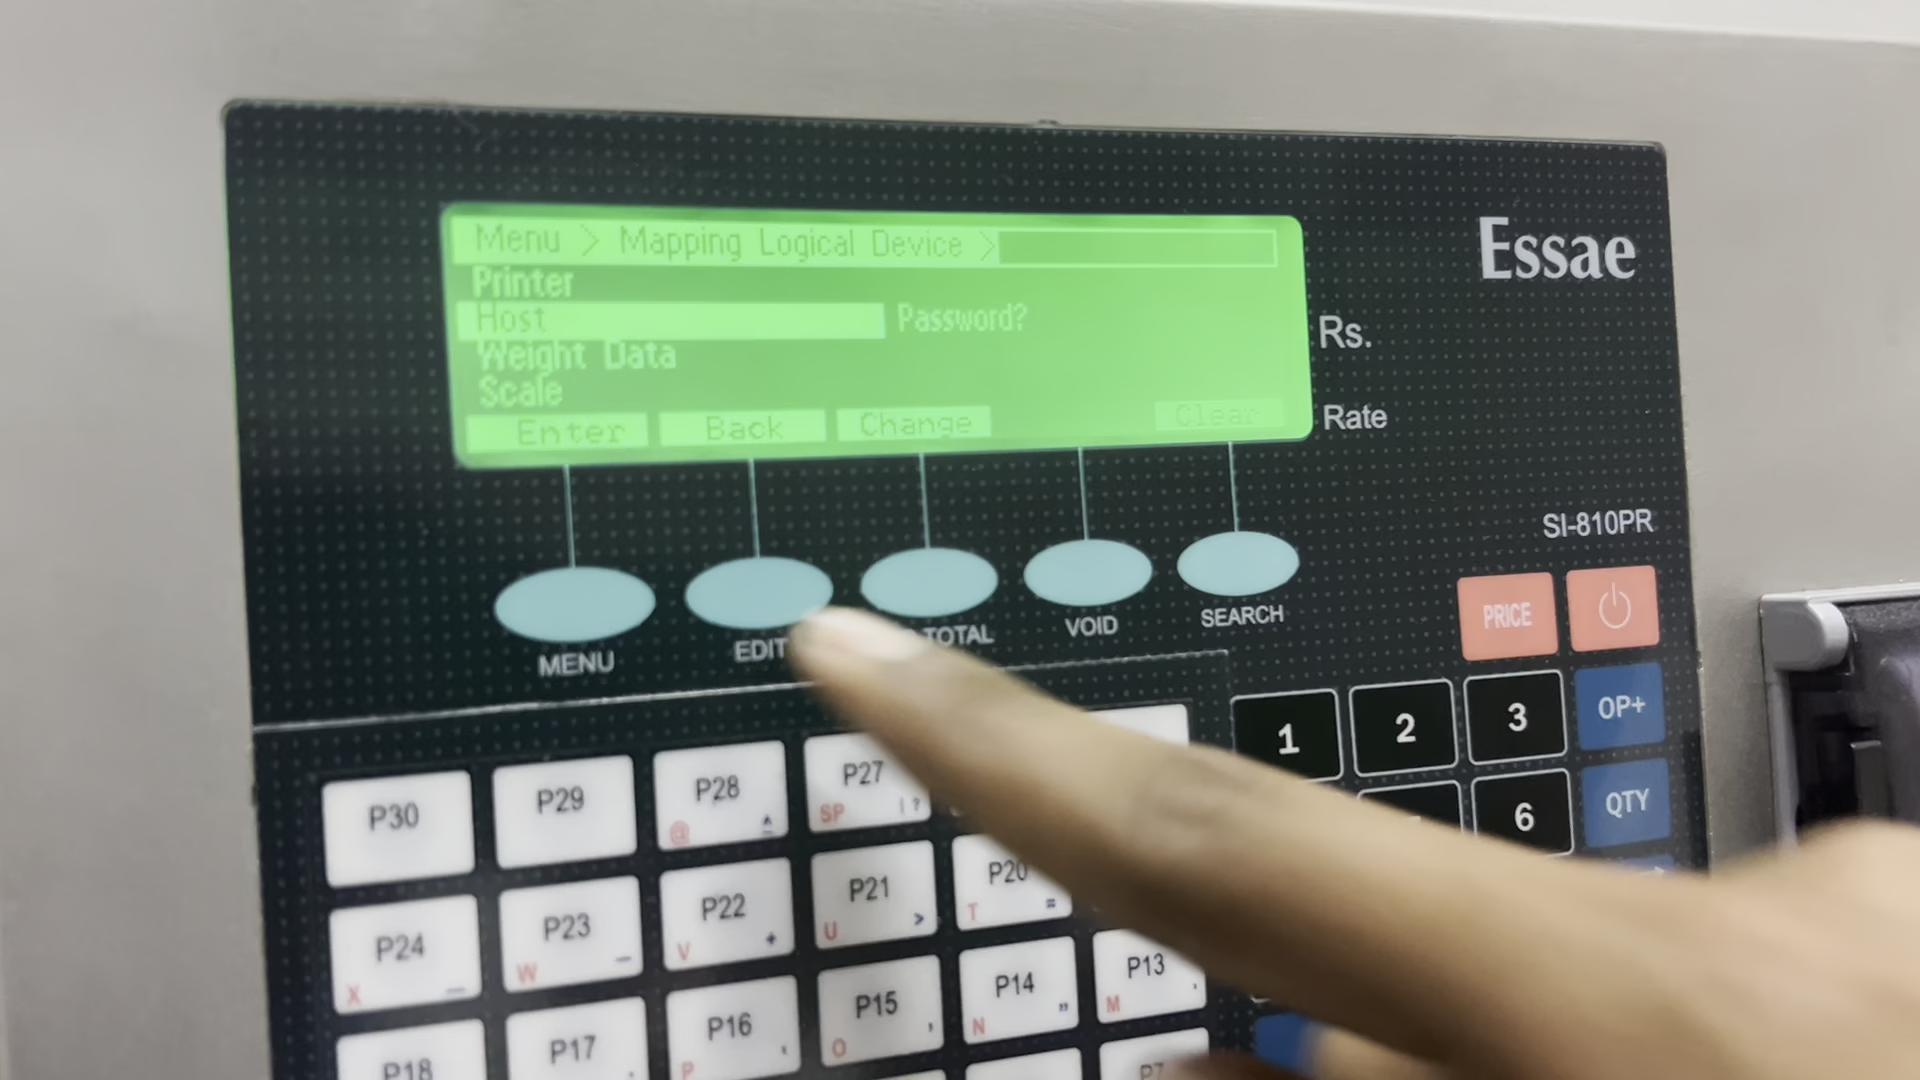 Menu > Mapping Logical Device >
Printer
Host Password?
Weight Data
Scale
Enter Back Change Clear
Essae
Rs.
Rate
SI-810PR
MENU EDIT TOTAL VOID SEARCH
PRICE
1 2 3 OP+
6 QTY
P30 P29 P28 P27
@ ^ SP | ?
P24 P23 P22 P21 P20
X _ W – V + U > T =
P18 P17 P16 P15 P14 P13
P O , N " M
P7